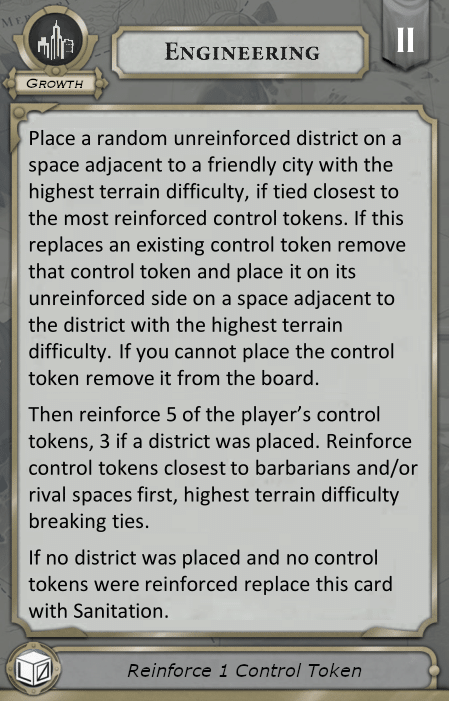 ENGINEERING
II
GROWTH
Place a random unreinforced district on a
space adjacent to a friendly city with the
highest terrain difficulty, if tied closest to
the most reinforced control tokens. If this
replaces an existing control token remove
that control token and place it on its
unreinforced side on a space adjacent to
the district with the highest terrain
difficulty. If you cannot place the control
token remove it from the board.
Then reinforce 5 of the player’s control
tokens, 3 if a district was placed. Reinforce
control tokens closest to barbarians and/or
rival spaces first, highest terrain difficulty
breaking ties.
If no district was placed and no control
tokens were reinforced replace this card
with Sanitation.
Reinforce 1 Control Token